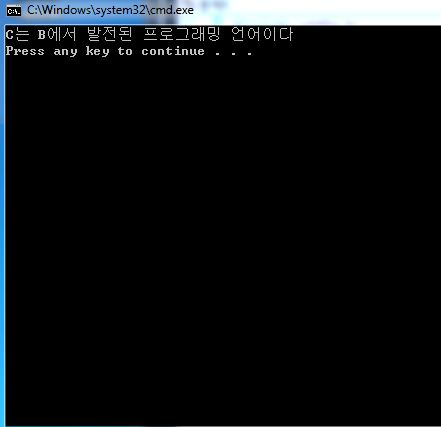 C:\Windows\system32\cmd.exe
C는 B에서 발전된 프로그래밍 언어이다
Press any key to continue . . .